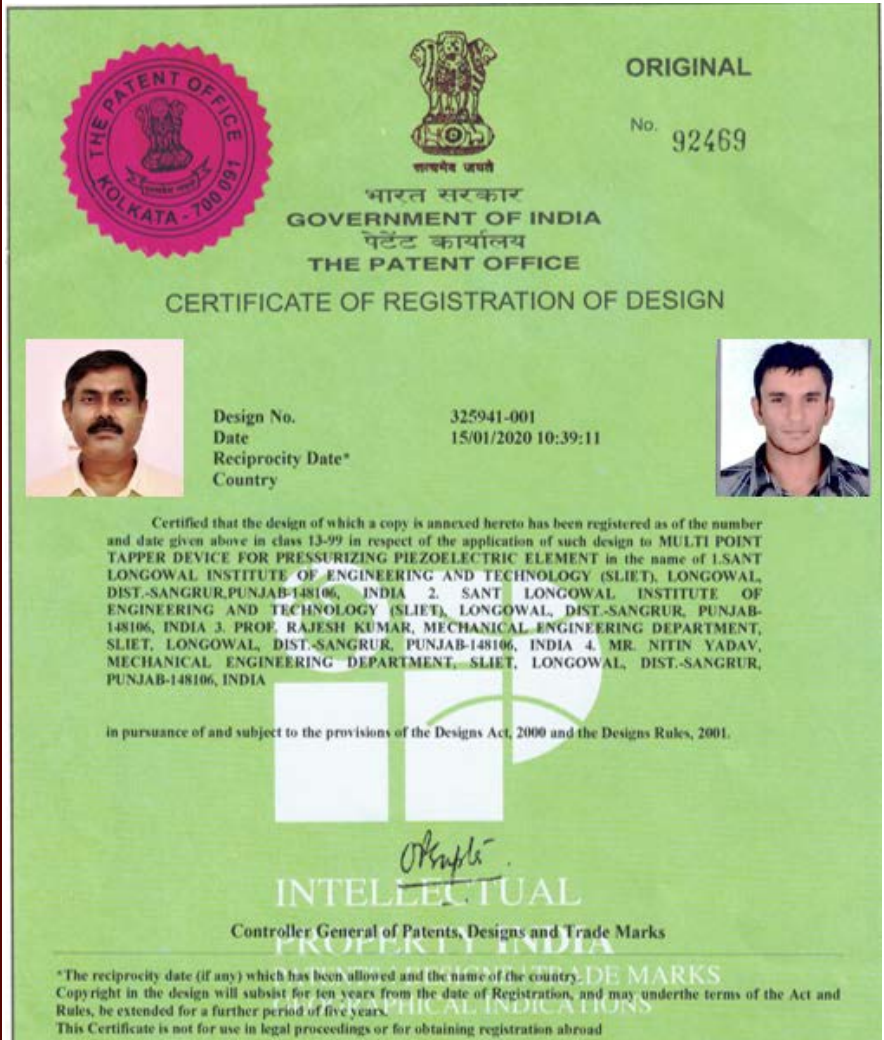 THE PATENT OFFICE
KOLKATA - 700 091
सत्यमेव जयते
ORIGINAL
No. 92469
भारत सरकार
GOVERNMENT OF INDIA
पेटेंट कार्यालय
THE PATENT OFFICE
CERTIFICATE OF REGISTRATION OF DESIGN
Design No. 325941-001
Date 15/01/2020 10:39:11
Reciprocity Date*
Country
Certified that the design of which a copy is annexed hereto has been registered as of the number
and date given above in class 13-99 in respect of the application of such design to MULTI POINT
TAPPER DEVICE FOR PRESSURIZING PIEZOELECTRIC ELEMENT in the name of 1.SANT
LONGOWAL INSTITUTE OF ENGINEERING AND TECHNOLOGY (SLIET), LONGOWAL,
DIST.-SANGRUR,PUNJAB-148106, INDIA 2. SANT LONGOWAL INSTITUTE OF
ENGINEERING AND TECHNOLOGY (SLIET), LONGOWAL, DIST.-SANGRUR, PUNJAB-
148106, INDIA 3. PROF. RAJESH KUMAR, MECHANICAL ENGINEERING DEPARTMENT,
SLIET, LONGOWAL, DIST.-SANGRUR, PUNJAB-148106, INDIA 4. MR. NITIN YADAV,
MECHANICAL ENGINEERING DEPARTMENT, SLIET, LONGOWAL, DIST.-SANGRUR,
PUNJAB-148106, INDIA
in pursuance of and subject to the provisions of the Designs Act, 2000 and the Designs Rules, 2001.
INTELLECTUAL
Controller General of Patents, Designs and Trade Marks
PROPERTY INDIA
*The reciprocity date (if any) which has been allowed and the name of the country.
TRADE MARKS
Copyright in the design will subsist for ten years from the date of Registration, and may underthe terms of the Act and
Rules, be extended for a further period of five years.
GEOGRAPHICAL INDICATIONS
This Certificate is not for use in legal proceedings or for obtaining registration abroad